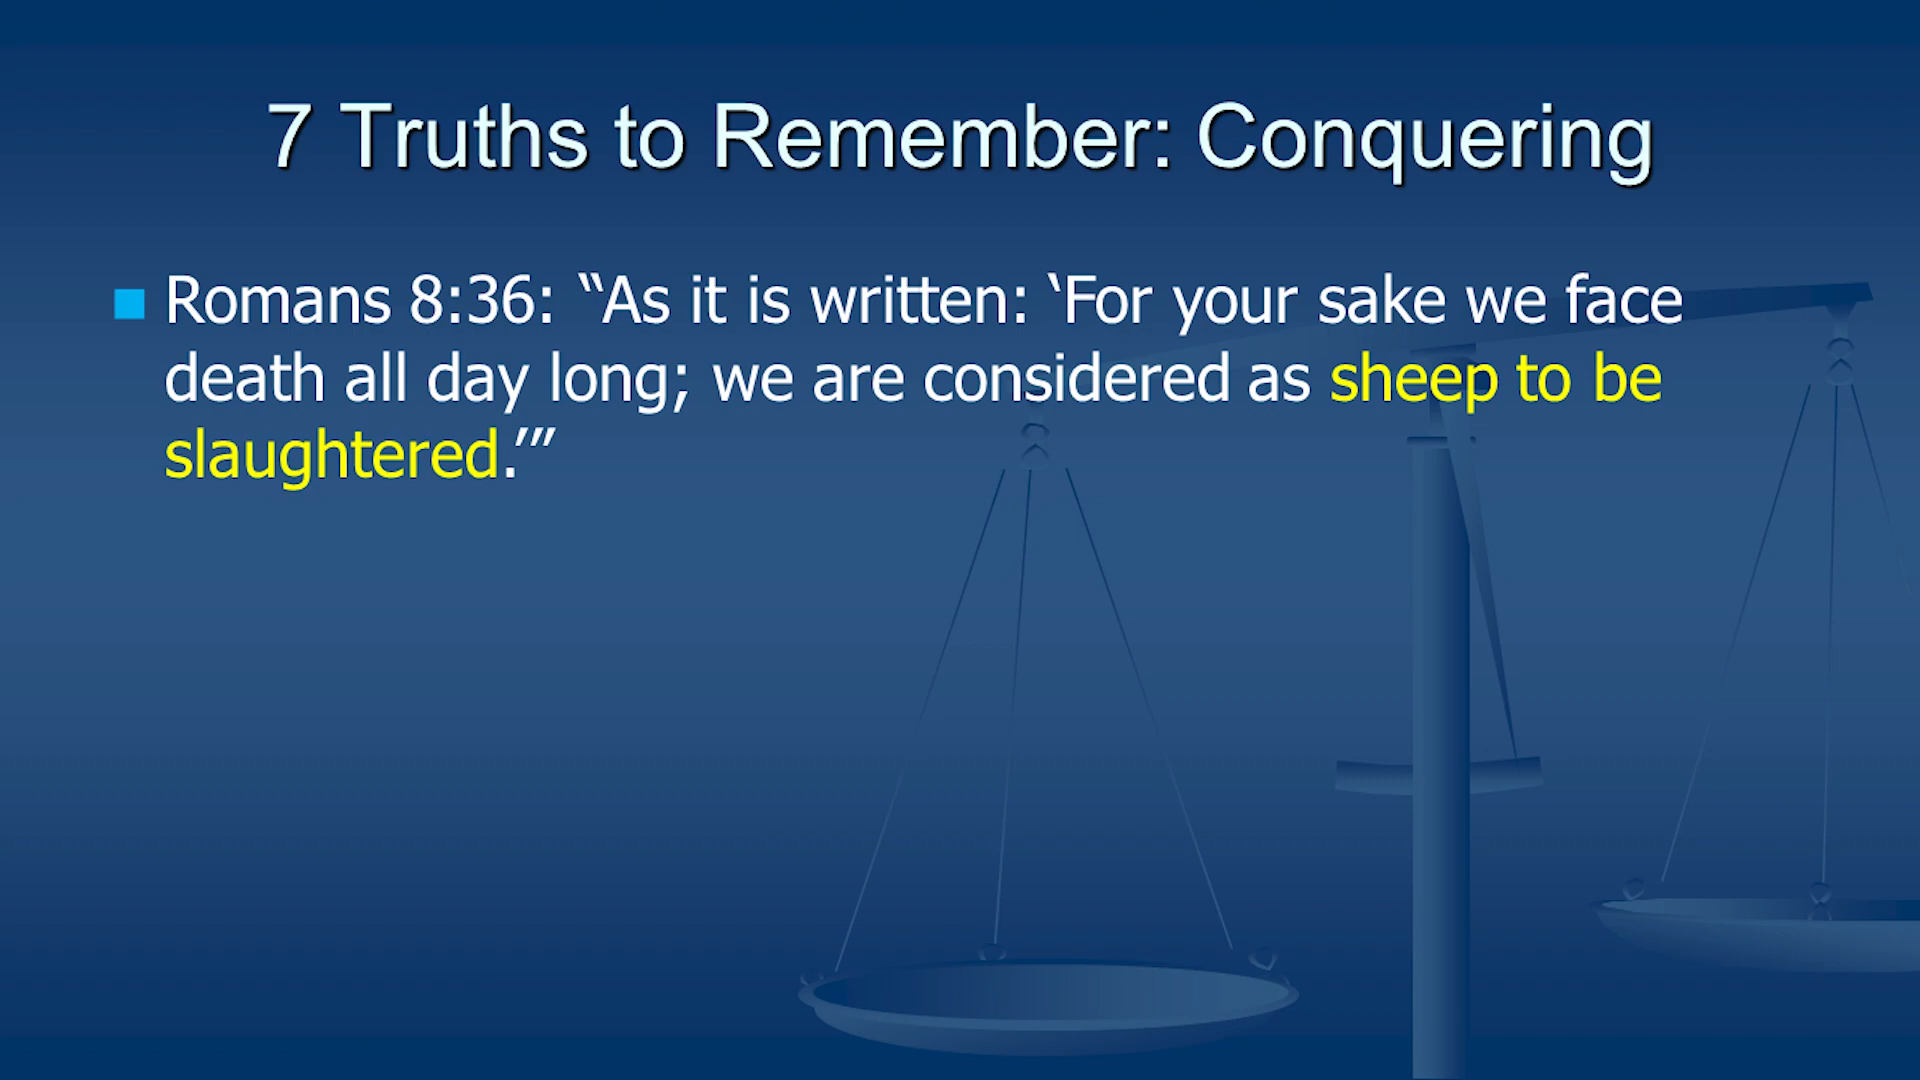 7 Truths to Remember: Conquering
Romans 8:36: “As it is written: ‘For your sake we face
death all day long; we are considered as sheep to be
slaughtered.’”